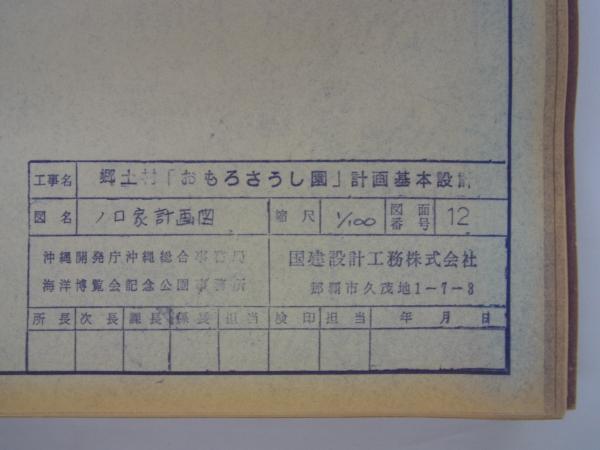 工事名 郷土村「おもろさうし園」計画基本設計
図名 ノロ家計画図 縮尺 1/100 図面番号 12
沖縄開発庁沖縄総合事務局 国建設計工務株式会社
海洋博覧会記念公園事務所 那覇市久茂地1-7-3
所長 次長 課長 係長 担当 検印 担当 年 月 日